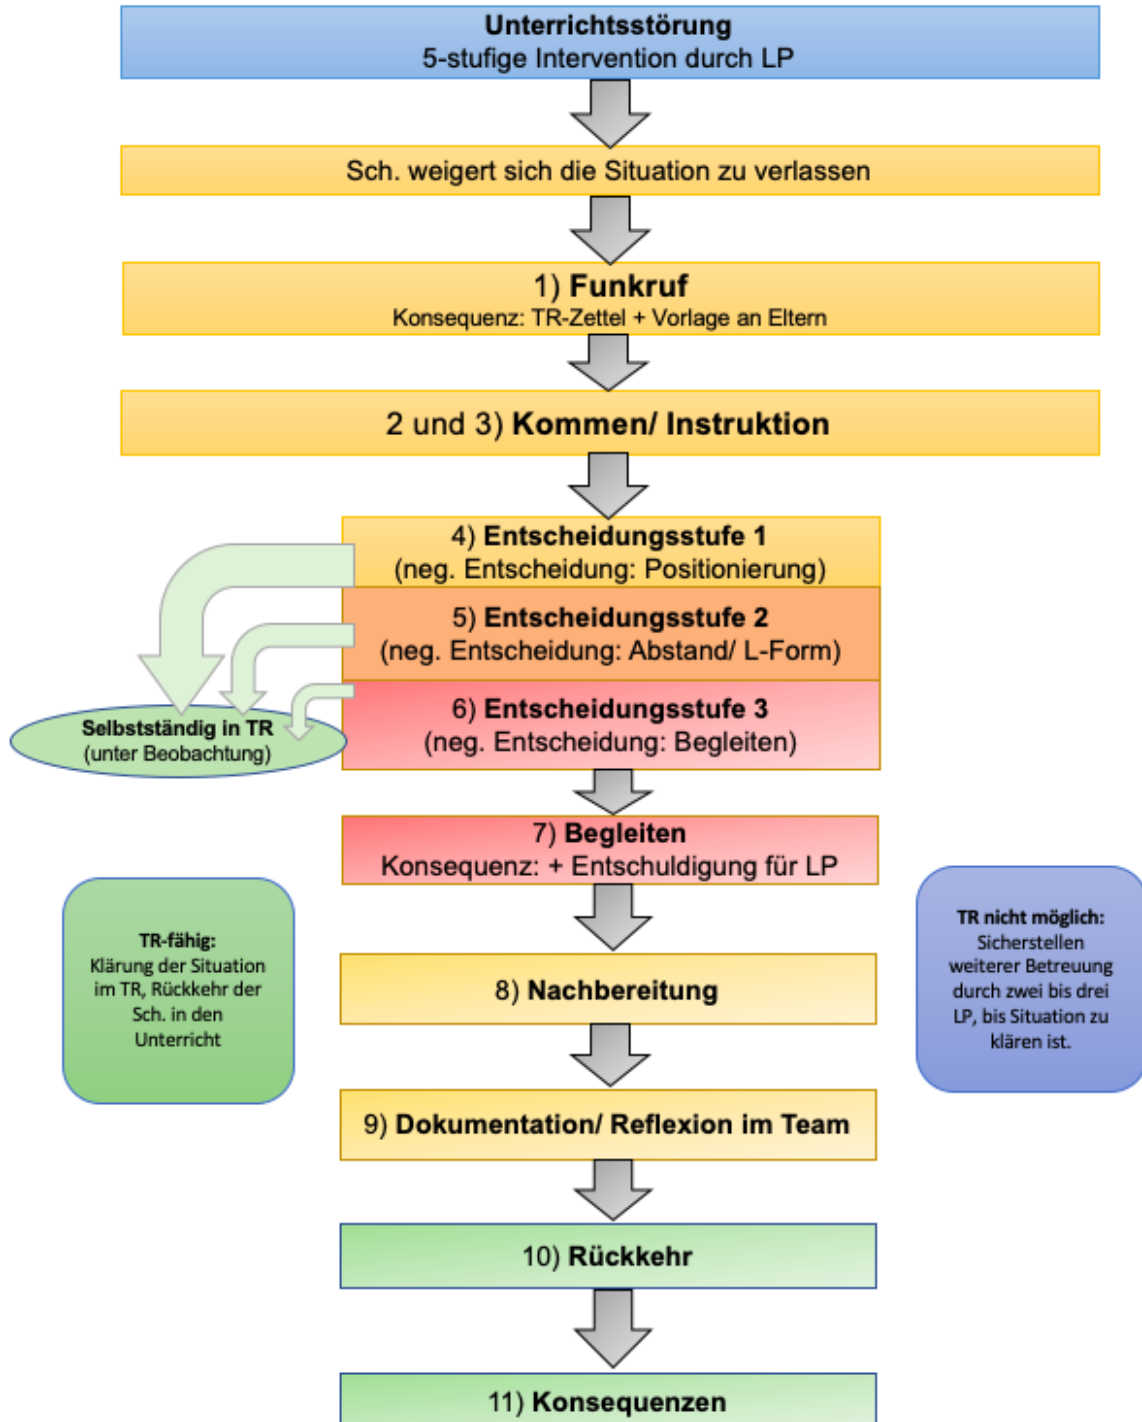 Unterrichtsstörung
5-stufige Intervention durch LP
Sch. weigert sich die Situation zu verlassen
1) Funkruf
Konsequenz: TR-Zettel + Vorlage an Eltern
2 und 3) Kommen/ Instruktion
4) Entscheidungsstufe 1
(neg. Entscheidung: Positionierung)
5) Entscheidungsstufe 2
(neg. Entscheidung: Abstand/ L-Form)
6) Entscheidungsstufe 3
(neg. Entscheidung: Begleiten)
Selbstständig in TR
(unter Beobachtung)
7) Begleiten
Konsequenz: + Entschuldigung für LP
TR-fähig:
Klärung der Situation
im TR, Rückkehr der
Sch. in den
Unterricht
TR nicht möglich:
Sicherstellen
weiterer Betreuung
durch zwei bis drei
LP, bis Situation zu
klären ist.
8) Nachbereitung
9) Dokumentation/ Reflexion im Team
10) Rückkehr
11) Konsequenzen